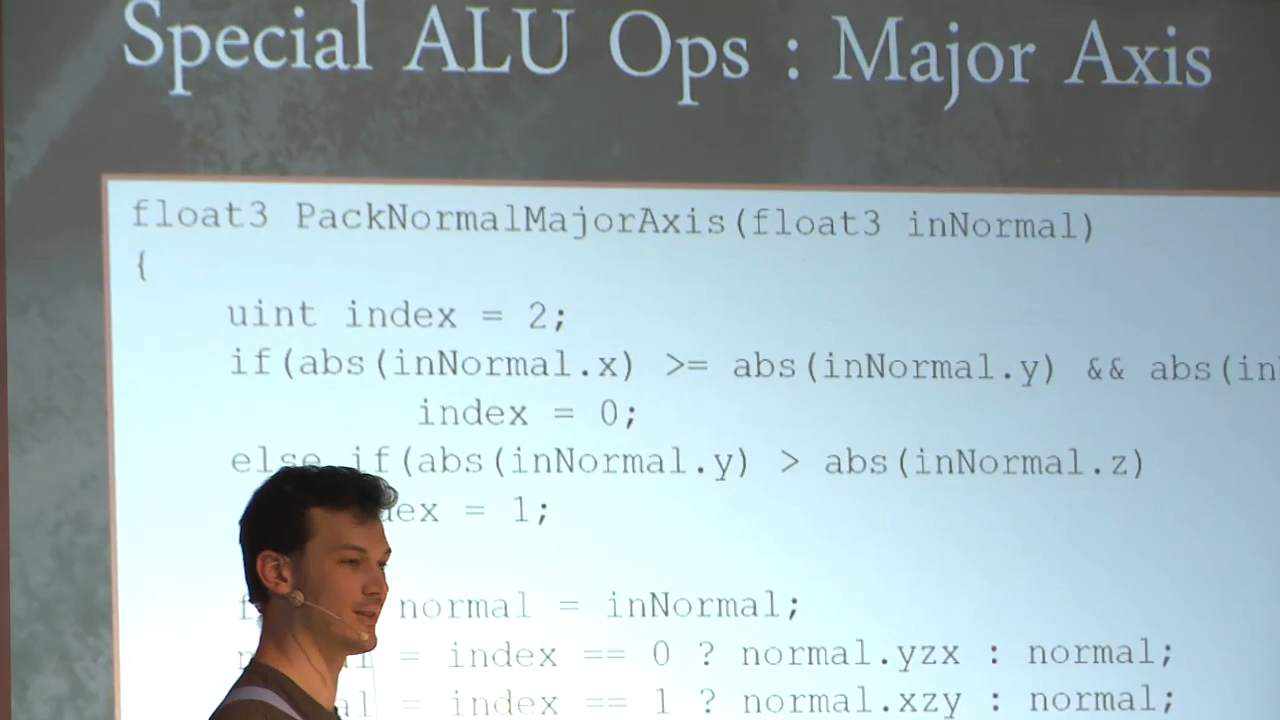 Special ALU Ops : Major Axis
float3 PackNormalMajorAxis(float3 inNormal)
{
uint index = 2;
if(abs(inNormal.x) >= abs(inNormal.y) && abs(in
index = 0;
else if(abs(inNormal.y) > abs(inNormal.z)
ex = 1;
normal = inNormal;
= index == 0 ? normal.yzx : normal;
al = index == 1 ? normal.xzy : normal;